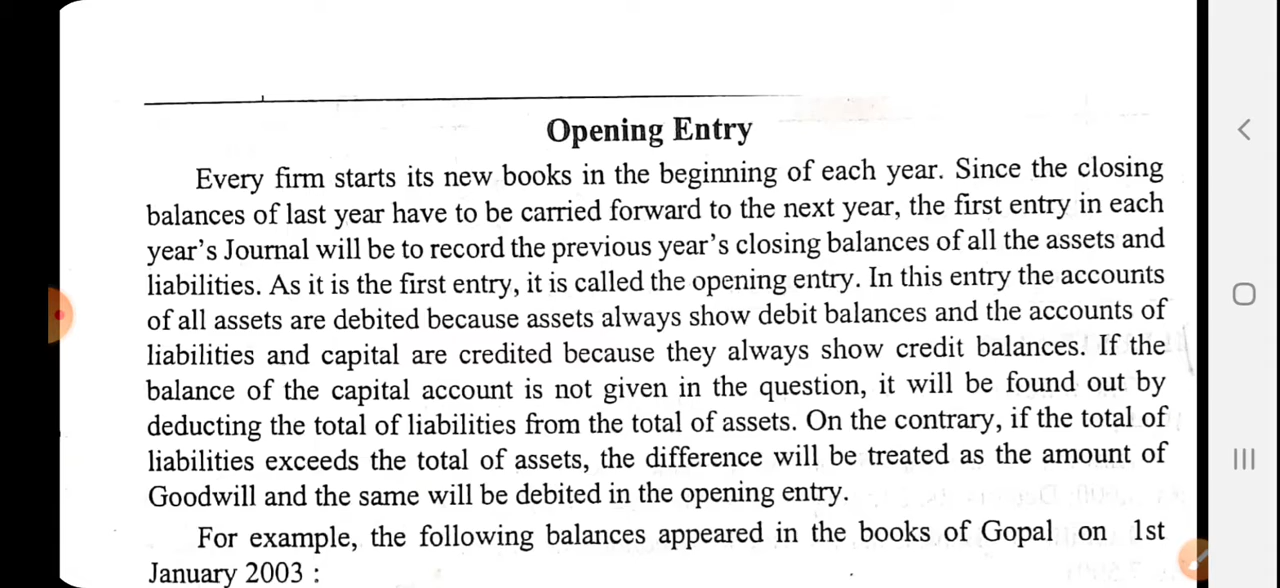 Opening Entry
Every firm starts its new books in the beginning of each year. Since the closing
balances of last year have to be carried forward to the next year, the first entry in each
year's Journal will be to record the previous year's closing balances of all the assets and
liabilities. As it is the first entry, it is called the opening entry. In this entry the accounts
of all assets are debited because assets always show debit balances and the accounts of
liabilities and capital are credited because they always show credit balances. If the
balance of the capital account is not given in the question, it will be found out by
deducting the total of liabilities from the total of assets. On the contrary, if the total of
liabilities exceeds the total of assets, the difference will be treated as the amount of
Goodwill and the same will be debited in the opening entry.
For example, the following balances appeared in the books of Gopal on 1st
January 2003 :